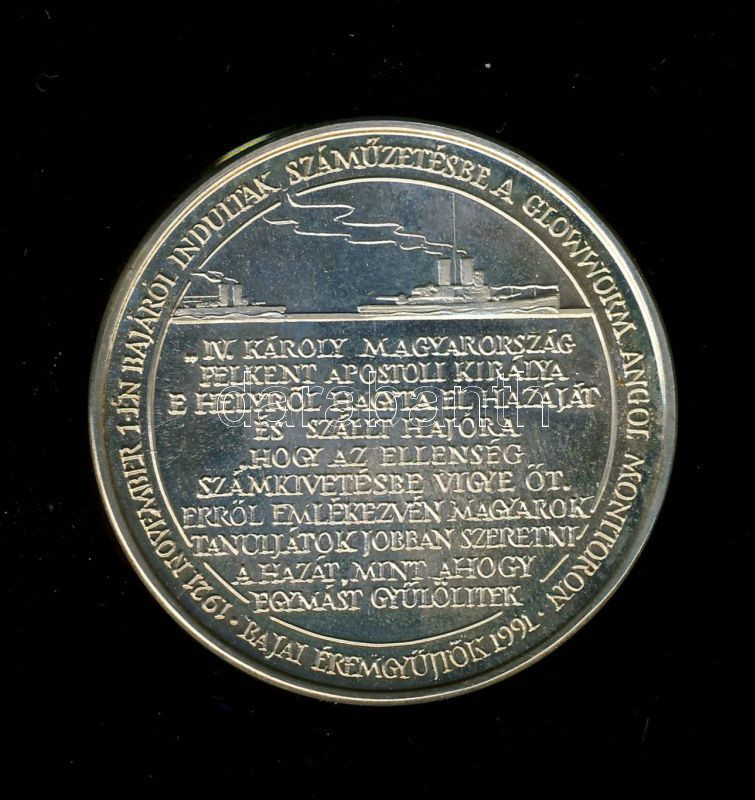 1921. NOVEMBER 1-ÉN BAJÁRÓL INDULTAK SZÁMŰZETÉSBE A GLOWWORM ANGOL MONITORON ·
„IV. KÁROLY MAGYARORSZÁG
PELKENT APOSTOLI KIRÁLYA
E HELYRŐL HAGYTA EL HAZÁJÁT
ÉS SZÁLLT HAJÓRA
„HOGY AZ ELLENSÉG
SZÁMKIVETÉSBE VIGYE ŐT.
ERRŐL EMLÉKEZVÉN MAGYAROK
TANULJÁTOK JOBBAN SZERETNI
A HAZÁT, MINT AHOGY
EGYMÁST GYŰLÖLITEK
· BAJAI ÉREMGYŰJTŐK 1991 ·
darabanth